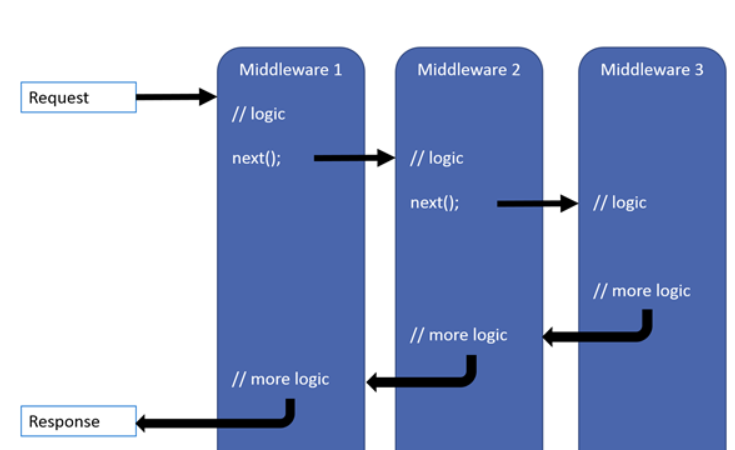 Middleware 1
Middleware 2
Middleware 3
Request
// logic
next();
// logic
next();
// logic
// more logic
// more logic
// more logic
Response